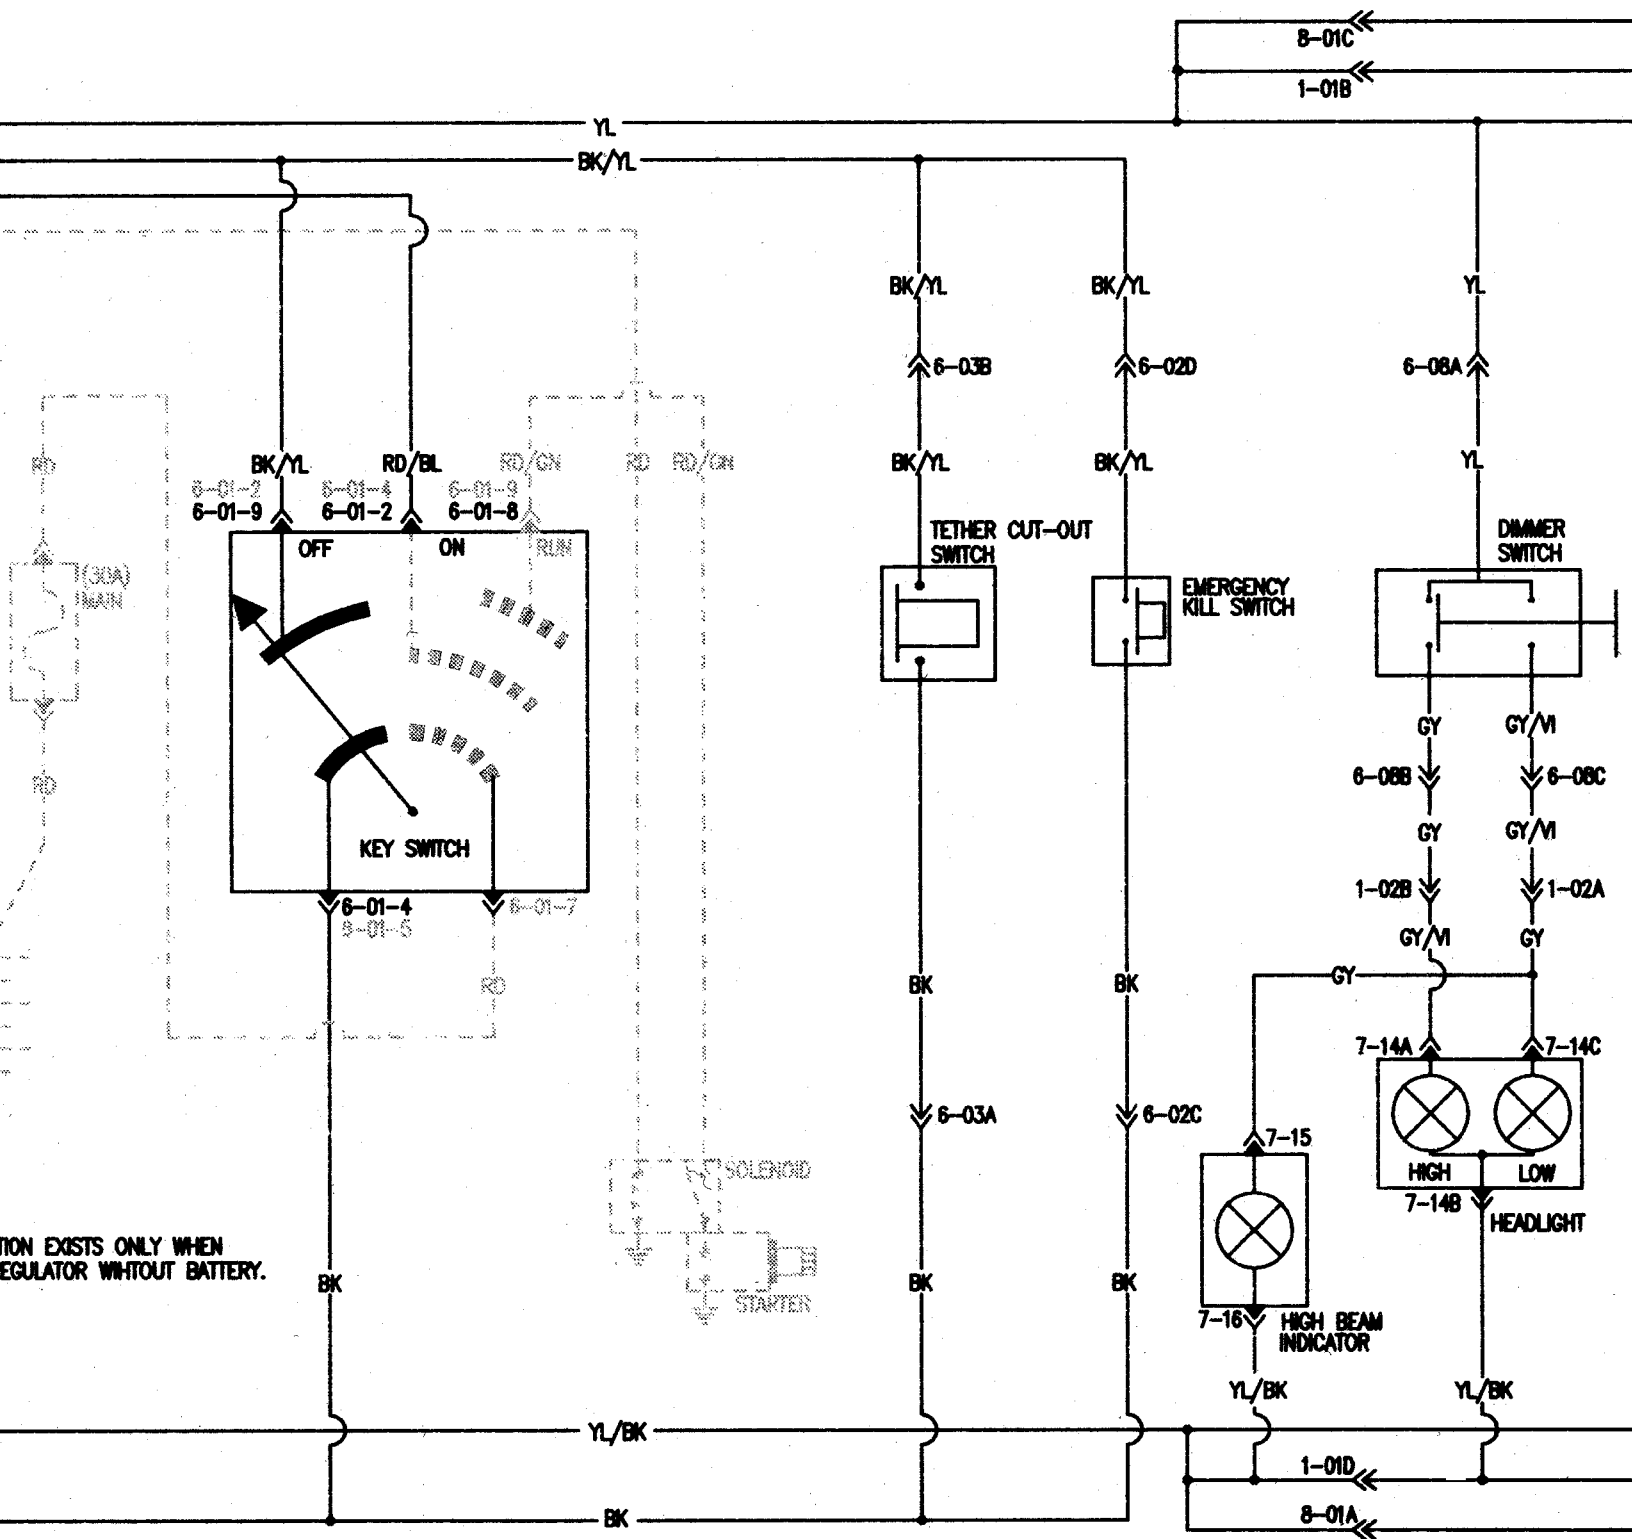 8-01C
1-01B
YL
BK/YL
BK/YL
BK/YL
YL
6-03B
6-02D
6-08A
RD
BK/YL
RD/BL
RD/GN
RD
RD/GN
BK/YL
BK/YL
YL
6-01-2
6-01-4
6-01-9
6-01-9
6-01-2
6-01-8
OFF
ON
RUN
TETHER CUT-OUT
SWITCH
DIMMER
SWITCH
(30A)
MAIN
EMERGENCY
KILL SWITCH
GY
GY/VI
RD
6-08B
6-08C
GY
GY/VI
KEY SWITCH
1-02B
1-02A
6-01-4
6-01-7
GY/VI
GY
RD
BK
BK
GY
7-14A
7-14C
6-03A
6-02C
7-15
SOLENOID
HIGH
LOW
7-14B
HEADLIGHT
TION EXISTS ONLY WHEN
EGULATOR WIHTOUT BATTERY.
BK
BK
BK
STARTER
7-16
HIGH BEAM
INDICATOR
YL/BK
YL/BK
YL/BK
1-01D
BK
8-01A